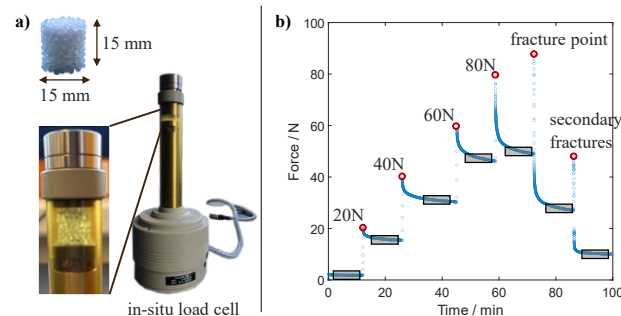 a)
15 mm
15 mm
in-situ load cell
b)
100
80
60
40
20
0
Force / N
0
20
40
60
80
100
Time / min
20N
40N
60N
80N
fracture point
secondary
fractures